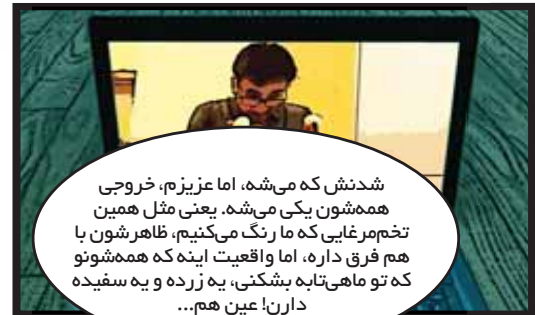 شدنش که می‌شه، اما عزیزم، خروجی
همه‌شون یکی می‌شه. یعنی مثل همین
تخم‌مرغایی که ما رنگ می‌کنیم، ظاهرشون با
هم فرق داره، اما واقعیت اینه که همه‌شونو
که تو ماهی‌تابه بشکنی، یه زرده و یه سفیده
دارن! عین هم...